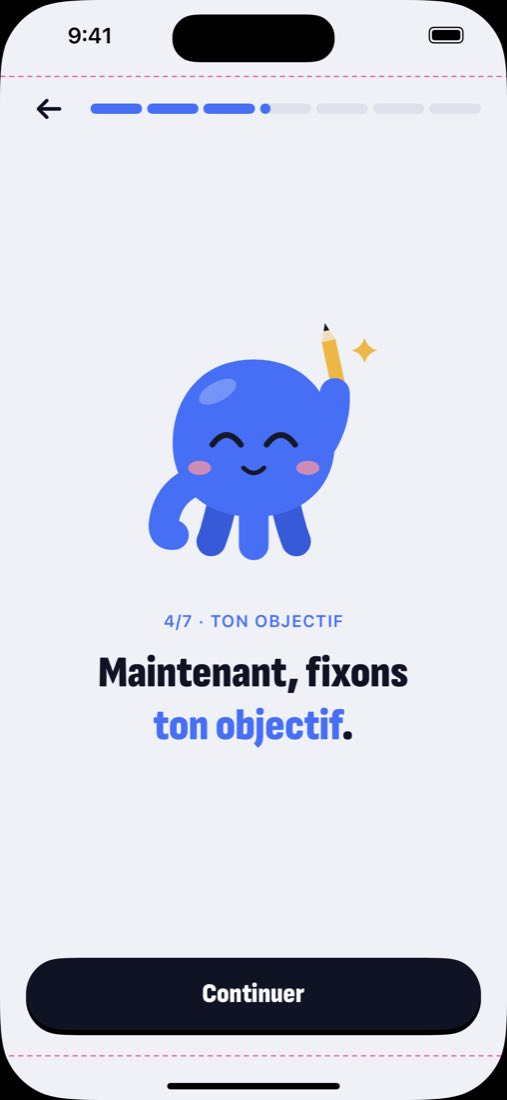 9:41
4/7 · TON OBJECTIF
Maintenant, fixons
ton objectif.
Continuer